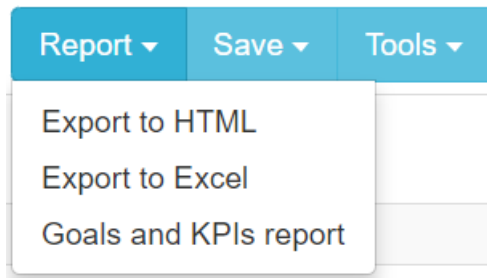 Report Save Tools
Export to HTML
Export to Excel
Goals and KPIs report